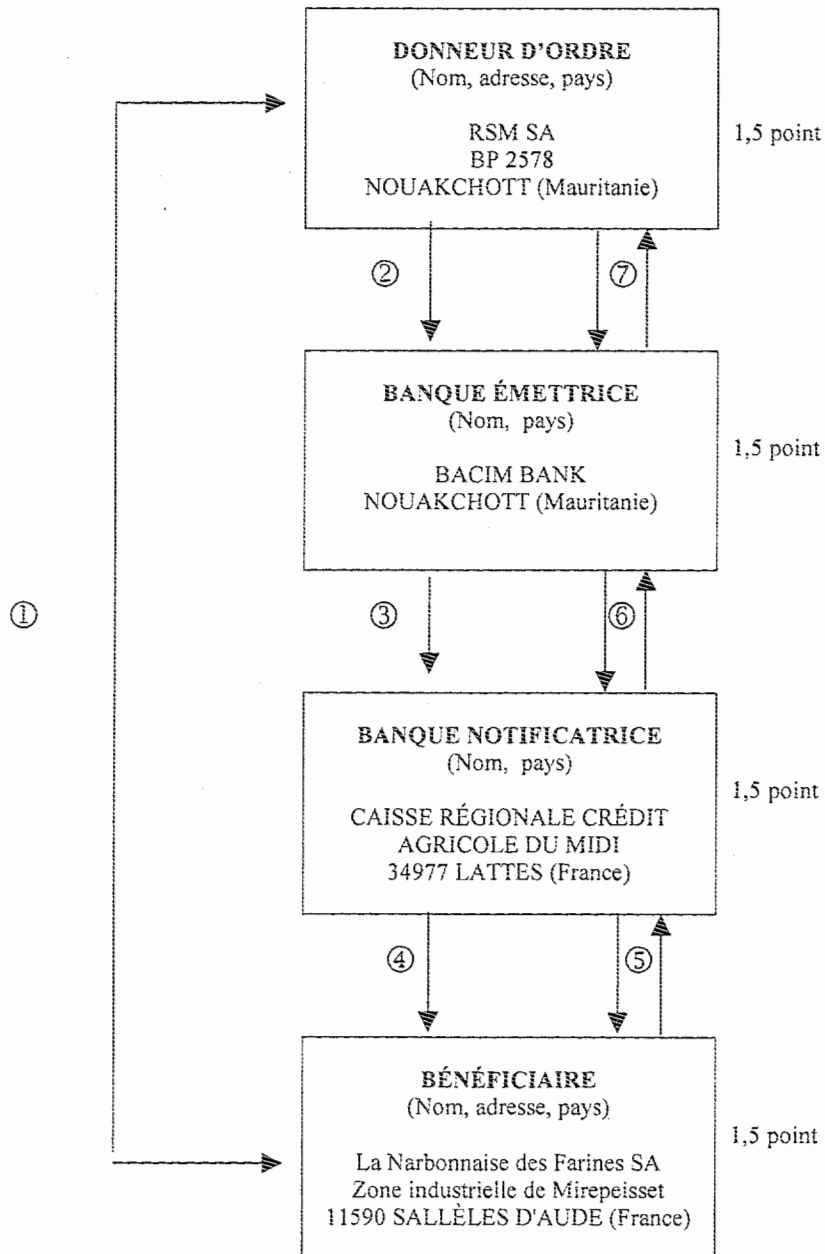 DONNEUR D'ORDRE
(Nom, adresse, pays)
RSM SA
BP 2578
NOUAKCHOTT (Mauritanie)
1,5 point
②
⑦
BANQUE ÉMETTRICE
(Nom, pays)
BACIM BANK
NOUAKCHOTT (Mauritanie)
1,5 point
①
③
⑥
BANQUE NOTIFICATRICE
(Nom, pays)
CAISSE RÉGIONALE CRÉDIT
AGRICOLE DU MIDI
34977 LATTES (France)
1,5 point
④
⑤
BÉNÉFICIAIRE
(Nom, adresse, pays)
La Narbonnaise des Farines SA
Zone industrielle de Mirepeisset
11590 SALLÈLES D'AUDE (France)
1,5 point